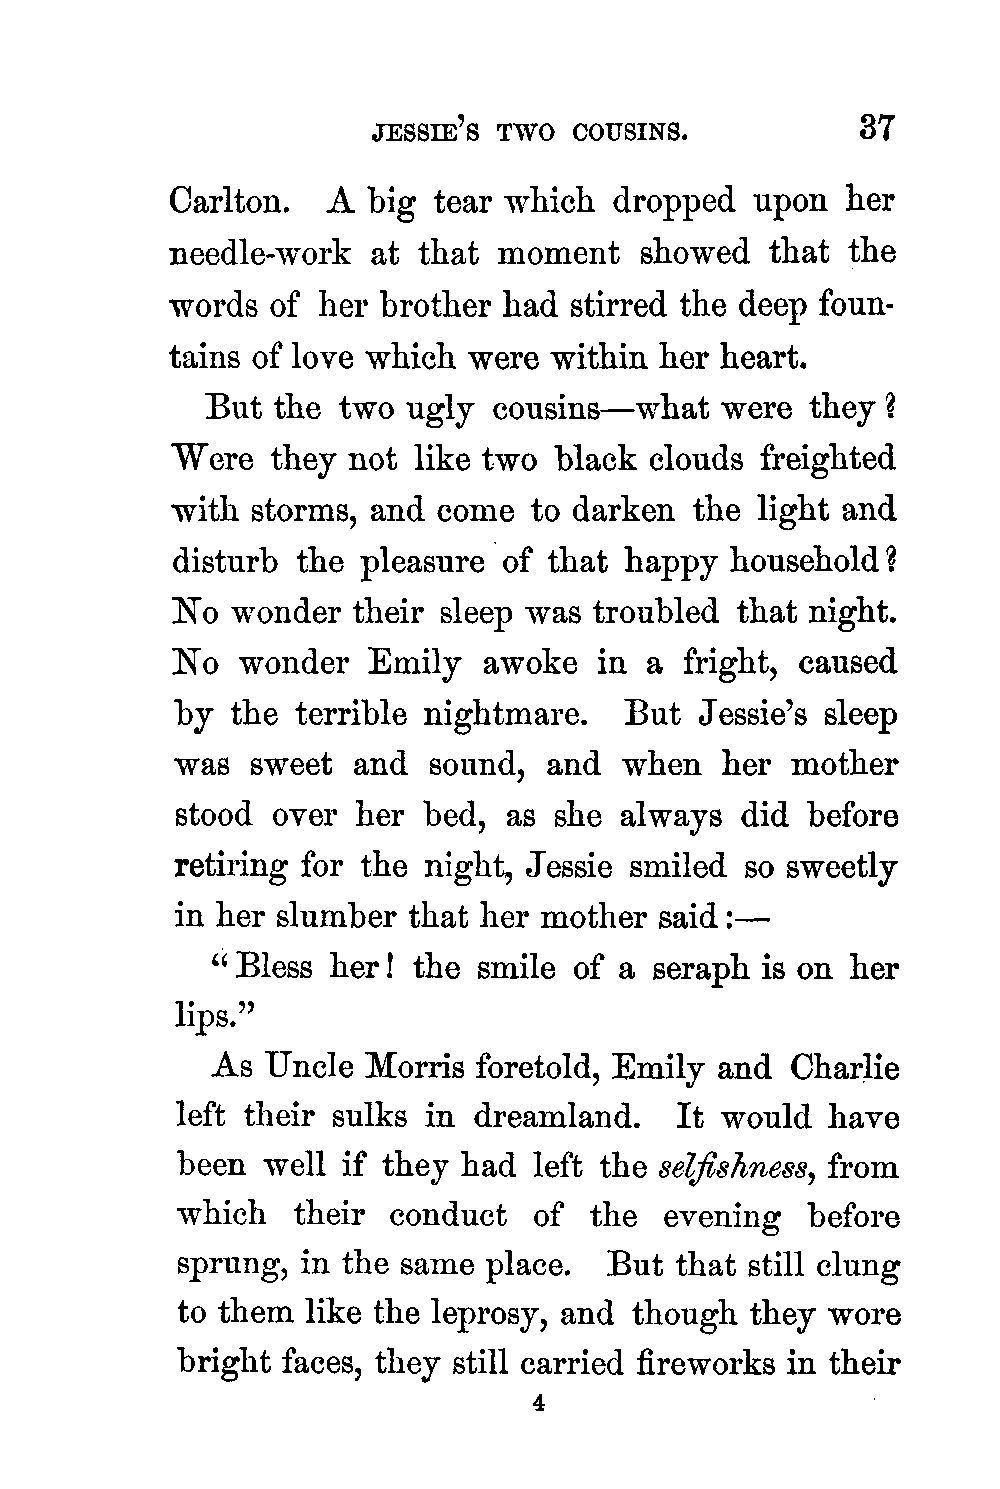 JESSIE'S TWO COUSINS. 37
Carlton. A big tear which dropped upon her
needle-work at that moment showed that the
words of her brother had stirred the deep foun-
tains of love which were within her heart.
But the two ugly cousins—what were they?
Were they not like two black clouds freighted
with storms, and come to darken the light and
disturb the pleasure of that happy household?
No wonder their sleep was troubled that night.
No wonder Emily awoke in a fright, caused
by the terrible nightmare. But Jessie's sleep
was sweet and sound, and when her mother
stood over her bed, as she always did before
retiring for the night, Jessie smiled so sweetly
in her slumber that her mother said:—
“Bless her! the smile of a seraph is on her
lips.”
As Uncle Morris foretold, Emily and Charlie
left their sulks in dreamland. It would have
been well if they had left the selfishness, from
which their conduct of the evening before
sprung, in the same place. But that still clung
to them like the leprosy, and though they wore
bright faces, they still carried fireworks in their
4